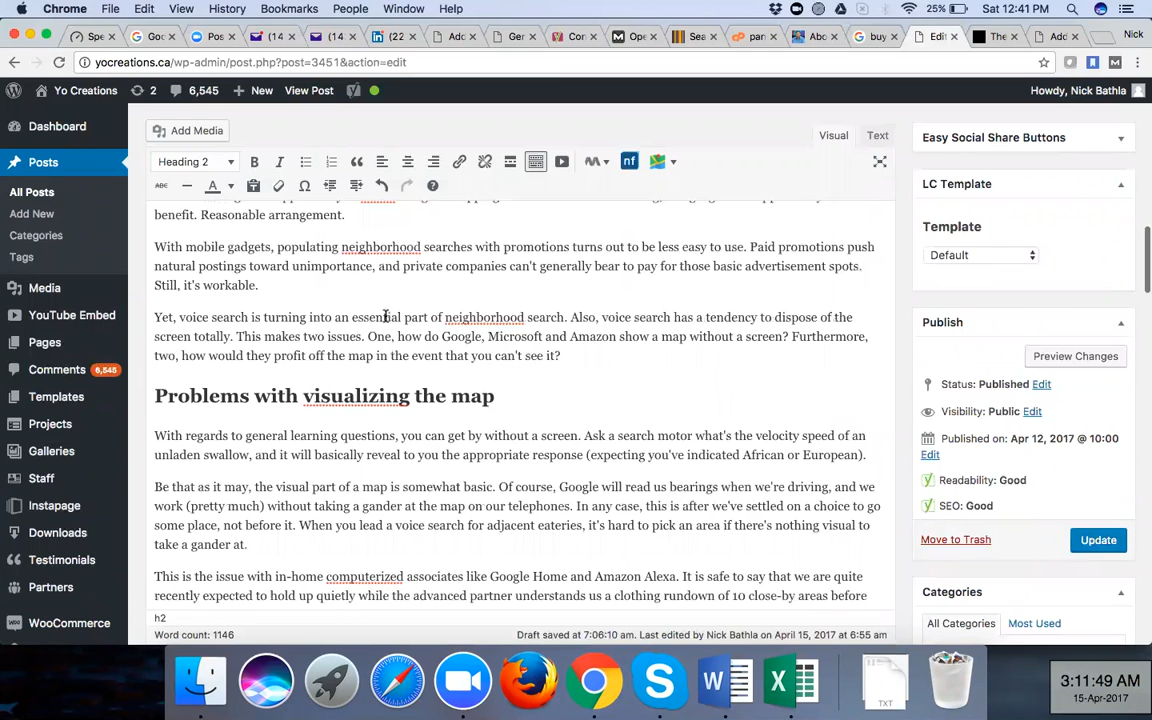 Chrome File Edit View History Bookmarks People Window Help 25% Sat 12:41 PM
Spe Goo Pos (14 (14 (22 Add Ger Cor Ope Sea pan Abo buy Edit The Add Nick
yocreations.ca/wp-admin/post.php?post=3451&action=edit
Yo Creations 2 6,545 New View Post Howdy, Nick Bathla
Dashboard
Posts
All Posts
Add New
Categories
Tags
Media
YouTube Embed
Pages
Comments 6,545
Templates
Projects
Galleries
Staff
Instapage
Downloads
Testimonials
Partners
WooCommerce
Add Media
Visual Text
Heading 2
ABC
benefit. Reasonable arrangement.
With mobile gadgets, populating neighborhood searches with promotions turns out to be less easy to use. Paid promotions push
natural postings toward unimportance, and private companies can't generally bear to pay for those basic advertisement spots.
Still, it's workable.
Yet, voice search is turning into an essential part of neighborhood search. Also, voice search has a tendency to dispose of the
screen totally. This makes two issues. One, how do Google, Microsoft and Amazon show a map without a screen? Furthermore,
two, how would they profit off the map in the event that you can't see it?
Problems with visualizing the map
With regards to general learning questions, you can get by without a screen. Ask a search motor what's the velocity speed of an
unladen swallow, and it will basically reveal to you the appropriate response (expecting you've indicated African or European).
Be that as it may, the visual part of a map is somewhat basic. Of course, Google will read us bearings when we're driving, and we
work (pretty much) without taking a gander at the map on our telephones. In any case, this is after we've settled on a choice to go
some place, not before it. When you lead a voice search for adjacent eateries, it's hard to pick an area if there's nothing visual to
take a gander at.
This is the issue with in-home computerized associates like Google Home and Amazon Alexa. It is safe to say that we are quite
recently expected to hold up quietly while the advanced partner understands us a clothing rundown of 10 close-by areas before
h2
Word count: 1146 Draft saved at 7:06:10 am. Last edited by Nick Bathla on April 15, 2017 at 6:55 am
Easy Social Share Buttons
LC Template
Template
Default
Publish
Preview Changes
Status: Published Edit
Visibility: Public Edit
Published on: Apr 12, 2017 @ 10:00
Edit
Readability: Good
SEO: Good
Move to Trash Update
Categories
All Categories Most Used
TXT
3:11:49 AM
15-Apr-2017